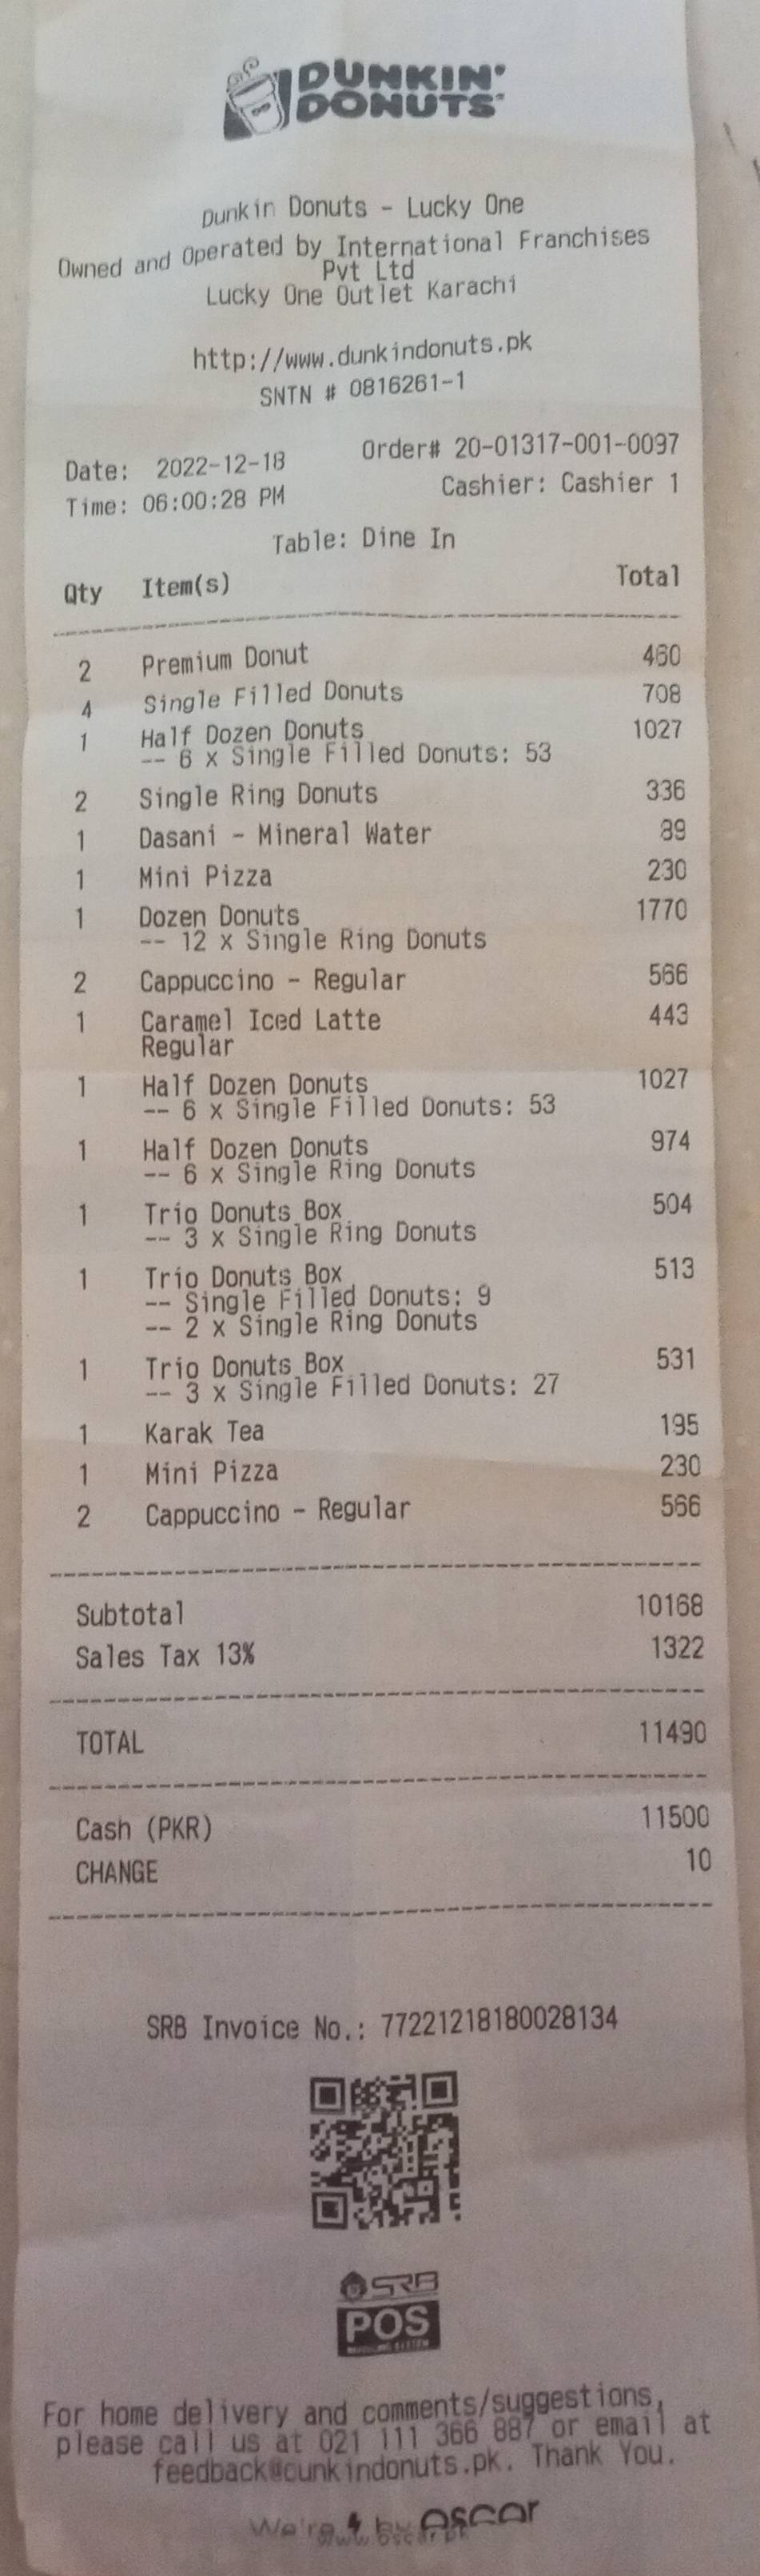 DUNKIN'
DONUTS
Dunkin Donuts - Lucky One
Owned and Operated by International Franchises
Pvt Ltd
Lucky One Outlet Karachi
http://www.dunkindonuts.pk
SNTN # 0816261-1
Date: 2022-12-18 Order# 20-01317-001-0097
Time: 06:00:28 PM Cashier: Cashier 1
Table: Dine In
Qty Item(s) Total
2 Premium Donut 460
4 Single Filled Donuts 708
1 Half Dozen Donuts 1027
-- 6 x Single Filled Donuts: 53
2 Single Ring Donuts 336
1 Dasani - Mineral Water 89
1 Mini Pizza 230
1 Dozen Donuts 1770
-- 12 x Single Ring Donuts
2 Cappuccino - Regular 566
1 Caramel Iced Latte 443
Regular
1 Half Dozen Donuts 1027
-- 6 x Single Filled Donuts: 53
1 Half Dozen Donuts 974
-- 6 x Single Ring Donuts
1 Trio Donuts Box 504
-- 3 x Single Ring Donuts
1 Trio Donuts Box 513
-- Single Filled Donuts: 9
-- 2 x Single Ring Donuts
1 Trio Donuts Box 531
-- 3 x Single Filled Donuts: 27
1 Karak Tea 195
1 Mini Pizza 230
2 Cappuccino - Regular 566
Subtotal 10168
Sales Tax 13% 1322
TOTAL 11490
Cash (PKR) 11500
CHANGE 10
SRB Invoice No.: 77221218180028134
SRB
POS
For home delivery and comments/suggestions,
please call us at 021 111 366 887 or email at
feedback@dunkindonuts.pk. Thank You.
We're by oscar